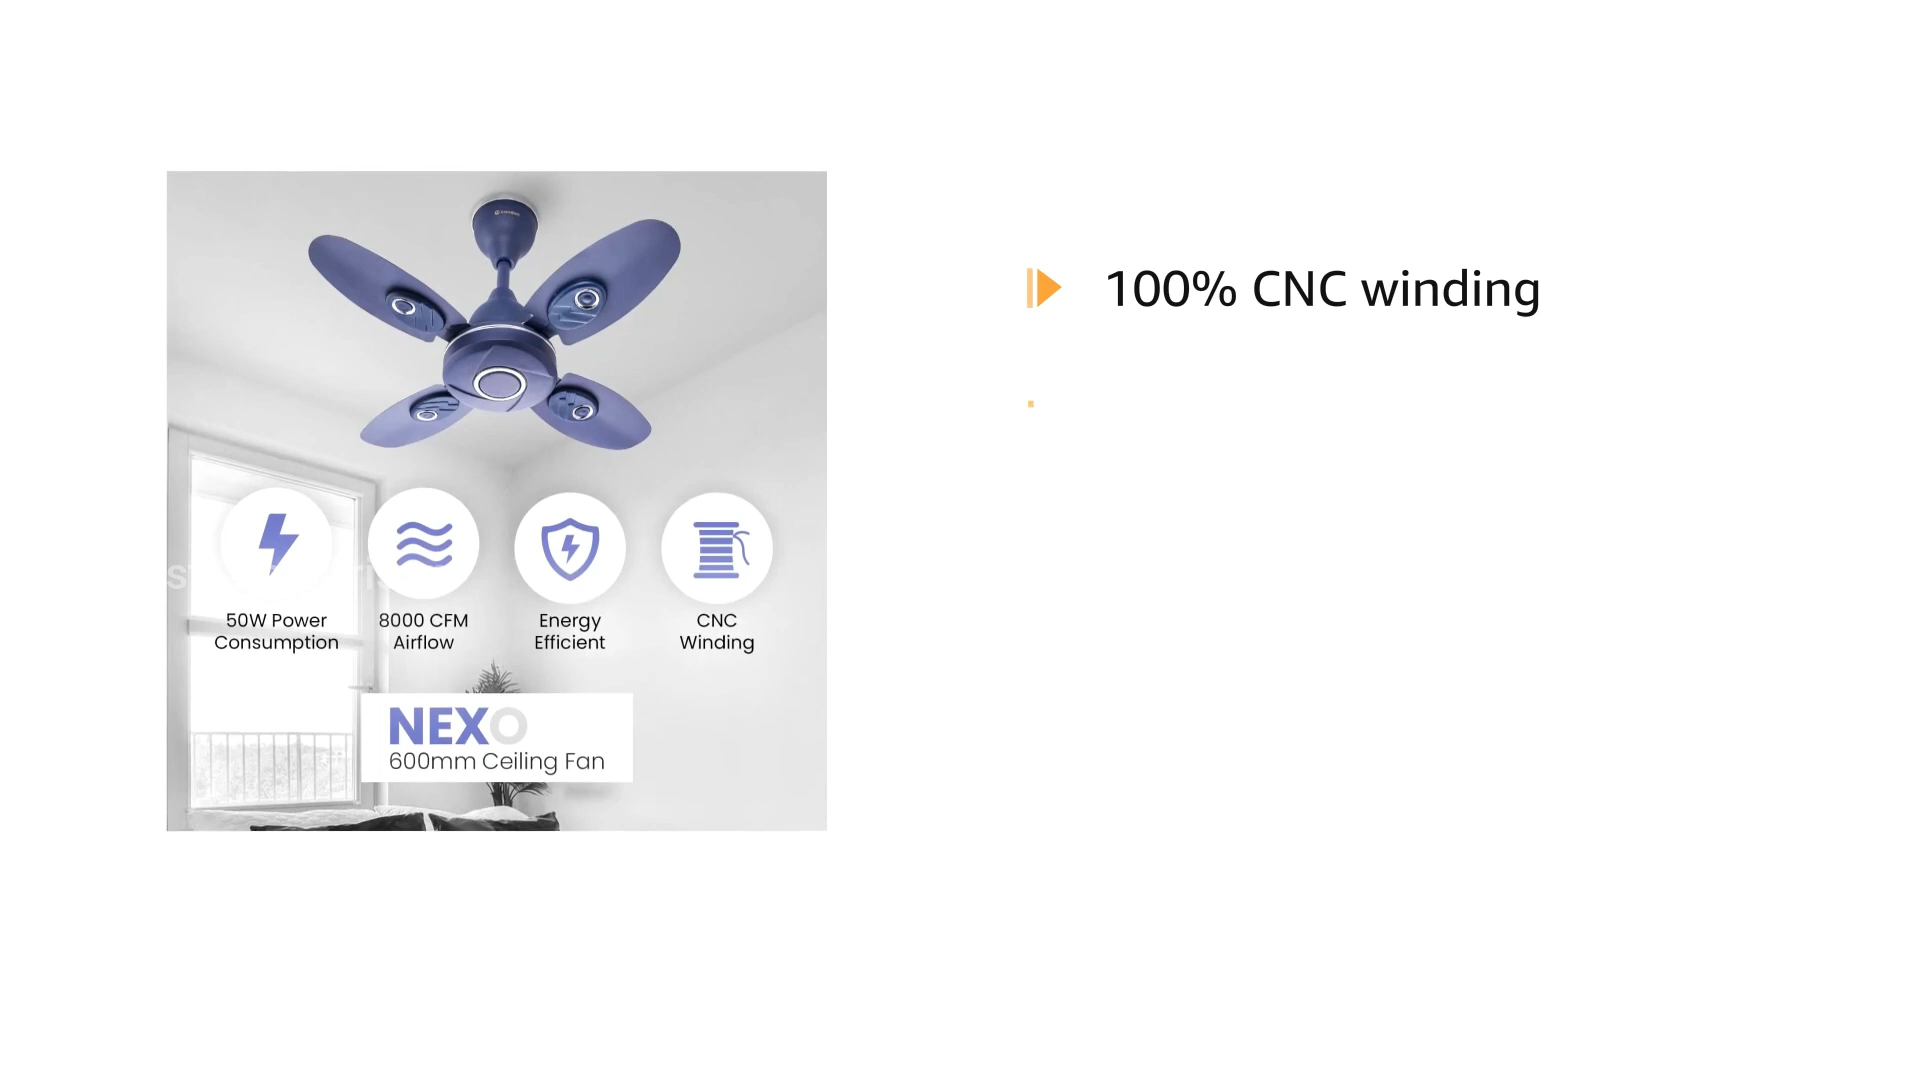 50W Power
Consumption
8000 CFM
Airflow
Energy
Efficient
CNC
Winding
NEXO
600mm Ceiling Fan
100% CNC winding